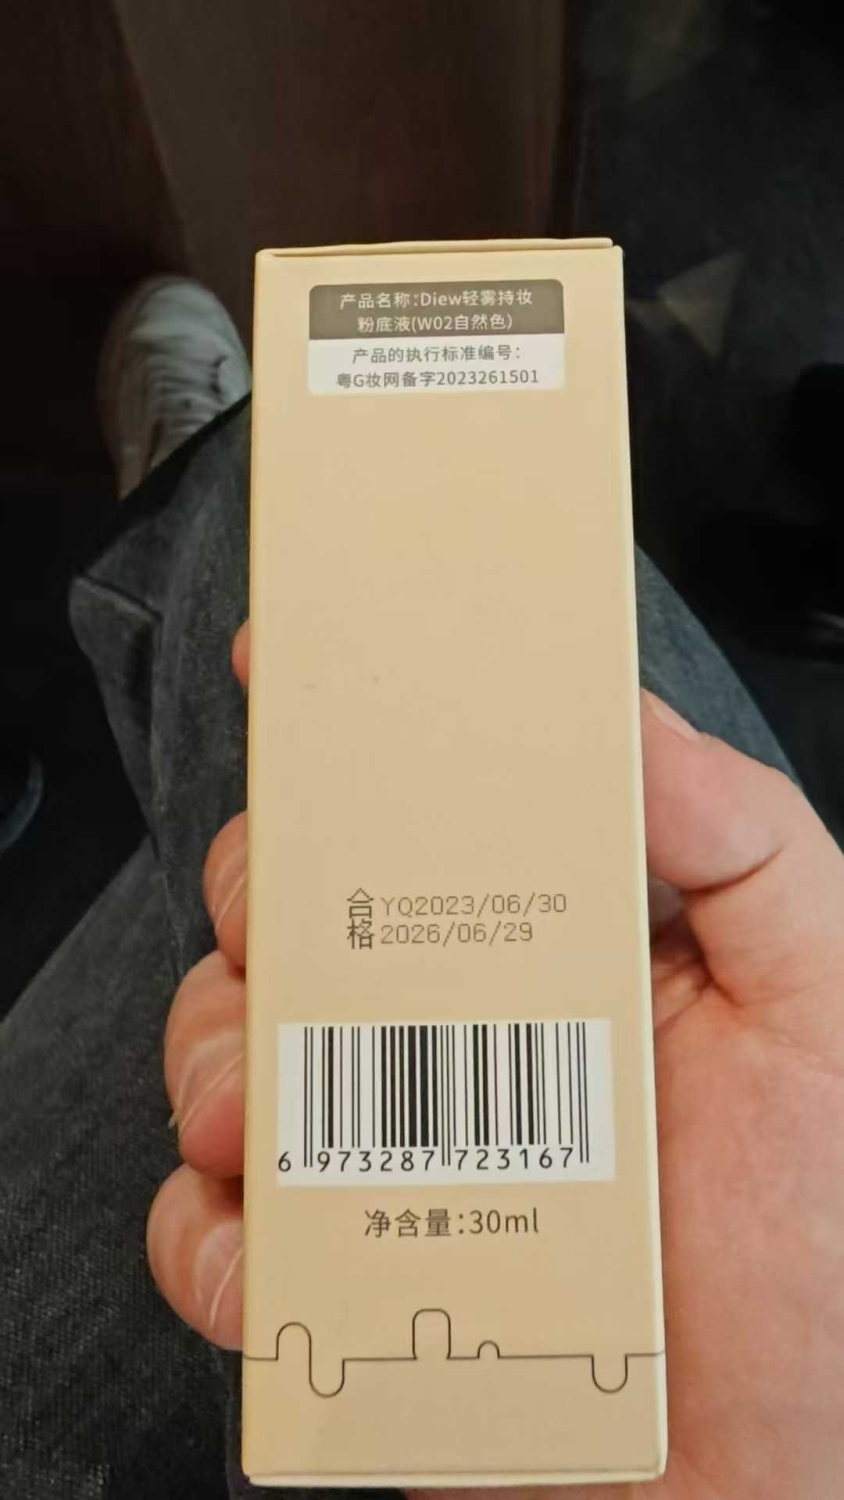 产品名称:Diew轻雾持妆
粉底液(W02自然色)
产品的执行标准编号:
粤G妆网备字2023261501
合格
YQ2023/06/30
2026/06/29
6 973287 723167
净含量:30ml